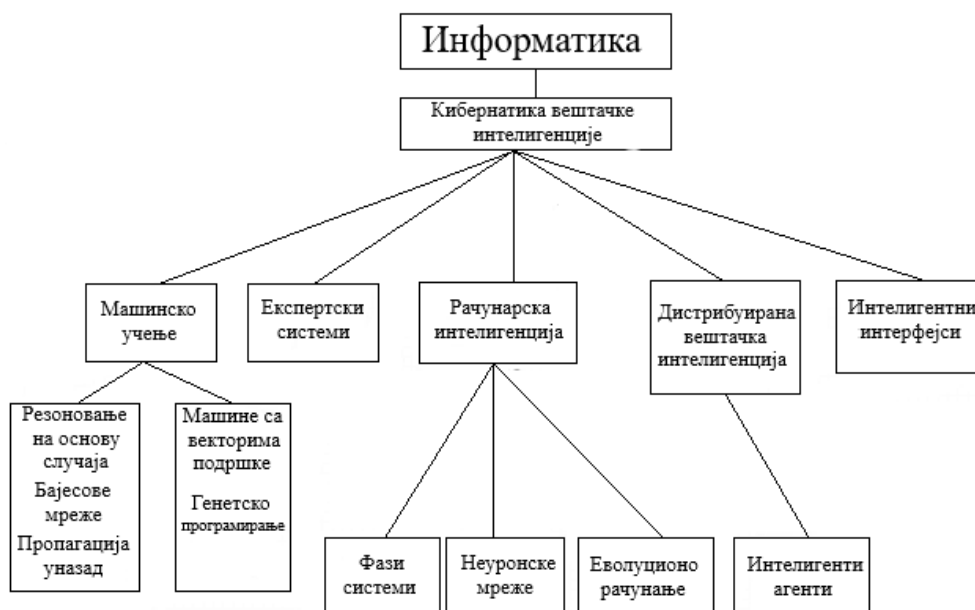 Информатика
Кибернатика вештачке
интелигенције
Машинско
учење
Експертски
системи
Рачунарска
интелигенција
Дистрибуирана
вештачка
интелигенција
Интелигентни
интерфејси
Резоновање
на основу
случаја
Бајесове
мреже
Пропагација
уназад
Машине са
векторима
подршке
Генетско
програмирање
Фази
системи
Неуронске
мреже
Еволуционо
рачунање
Интелигенти
агенти